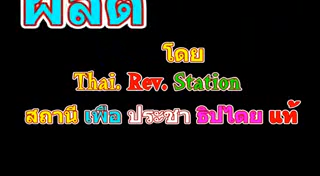 ผลิต
โดย
Thai. Rev. Station
สถานี เพื่อ ประชา ธิปไตย แท้